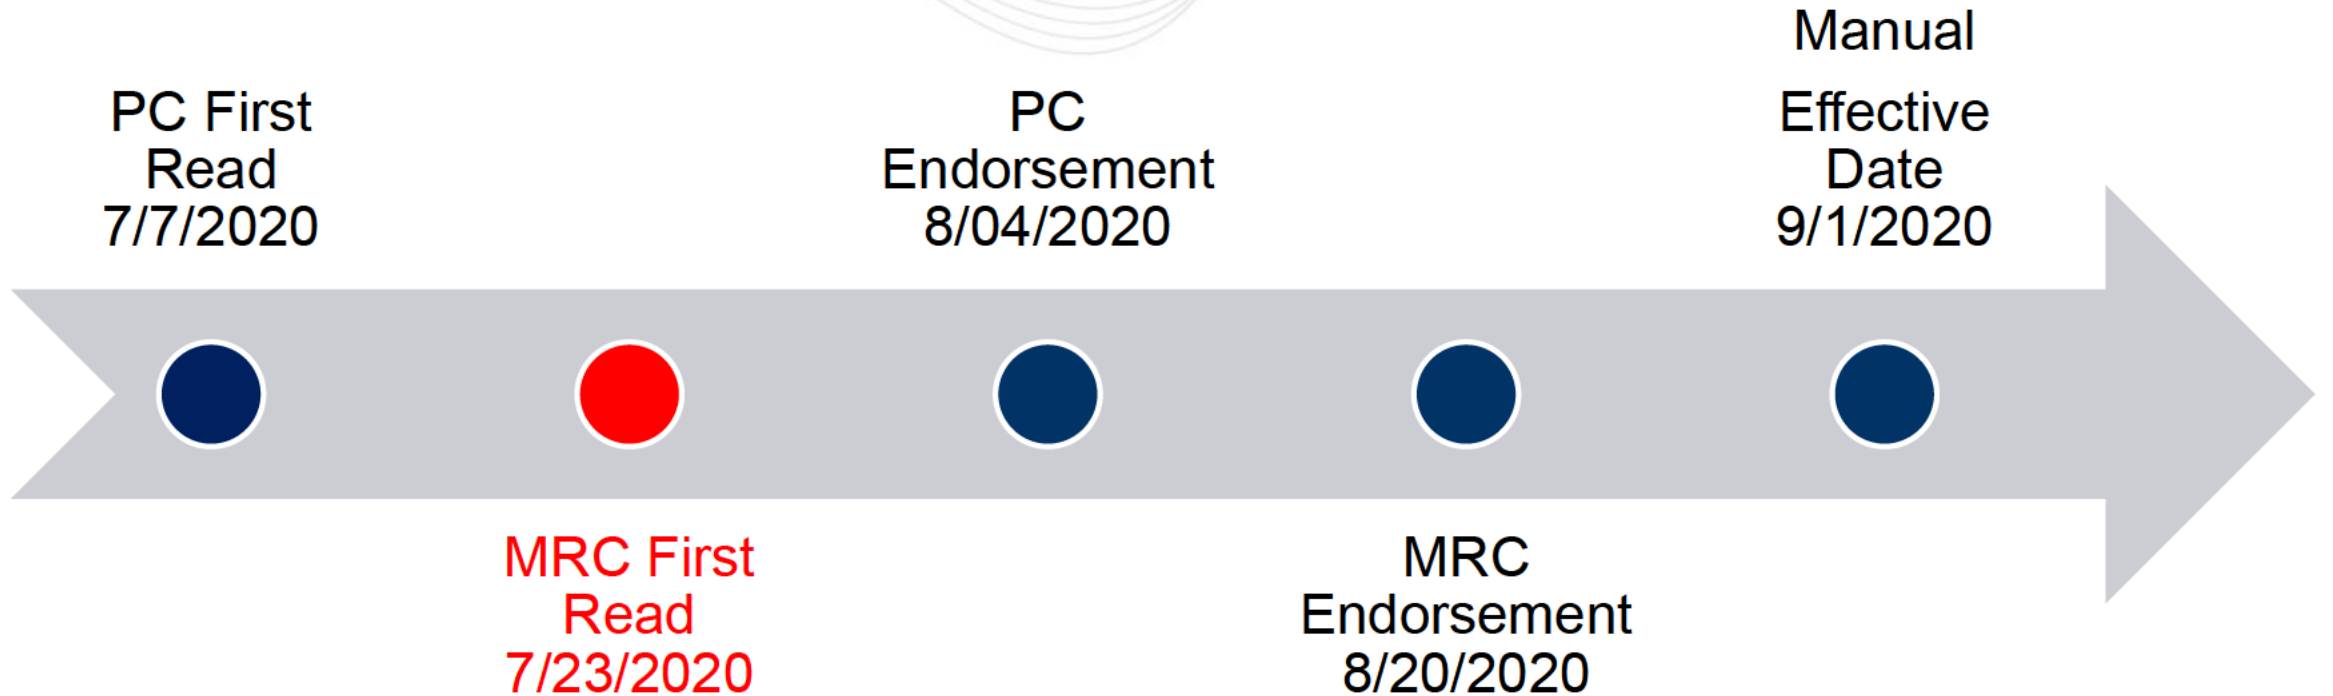 PC First
Read
7/7/2020
MRC First
Read
7/23/2020
PC
Endorsement
8/04/2020
MRC
Endorsement
8/20/2020
Manual
Effective
Date
9/1/2020